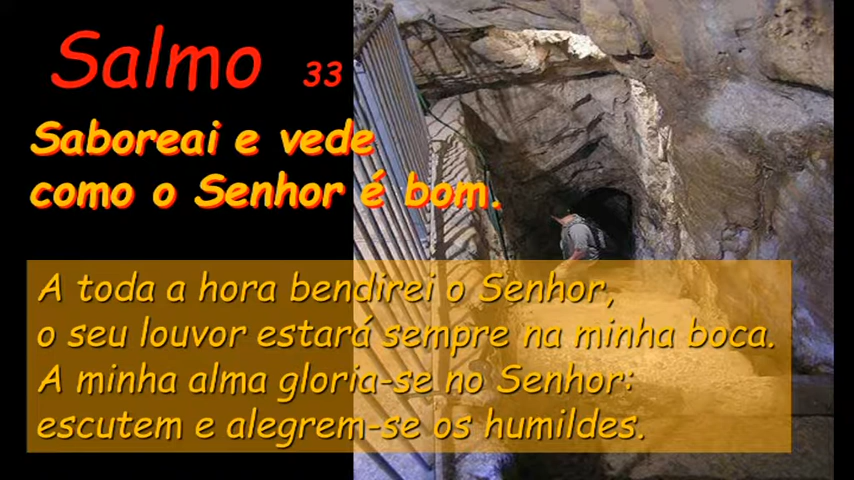 Salmo 33
Saboreai e vede
como o Senhor é bom.
A toda a hora bendirei o Senhor,
o seu louvor estará sempre na minha boca.
A minha alma gloria-se no Senhor:
escutem e alegrem-se os humildes.